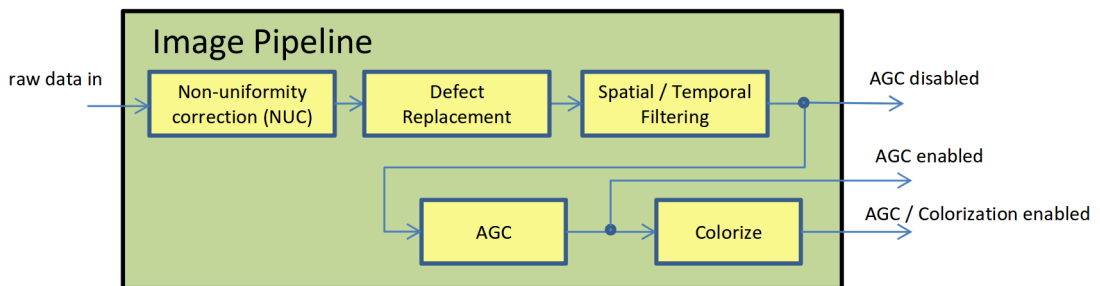 Image Pipeline
raw data in
Non-uniformity
correction (NUC)
Defect
Replacement
Spatial / Temporal
Filtering
AGC disabled
AGC enabled
AGC
Colorize
AGC / Colorization enabled